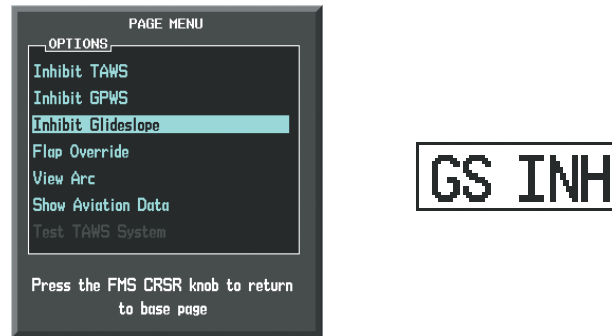 PAGE MENU
OPTIONS
Inhibit TAWS
Inhibit GPWS
Inhibit Glideslope
Flap Override
View Arc
Show Aviation Data
Test TAWS System
Press the FMS CRSR knob to return
to base page
GS INH